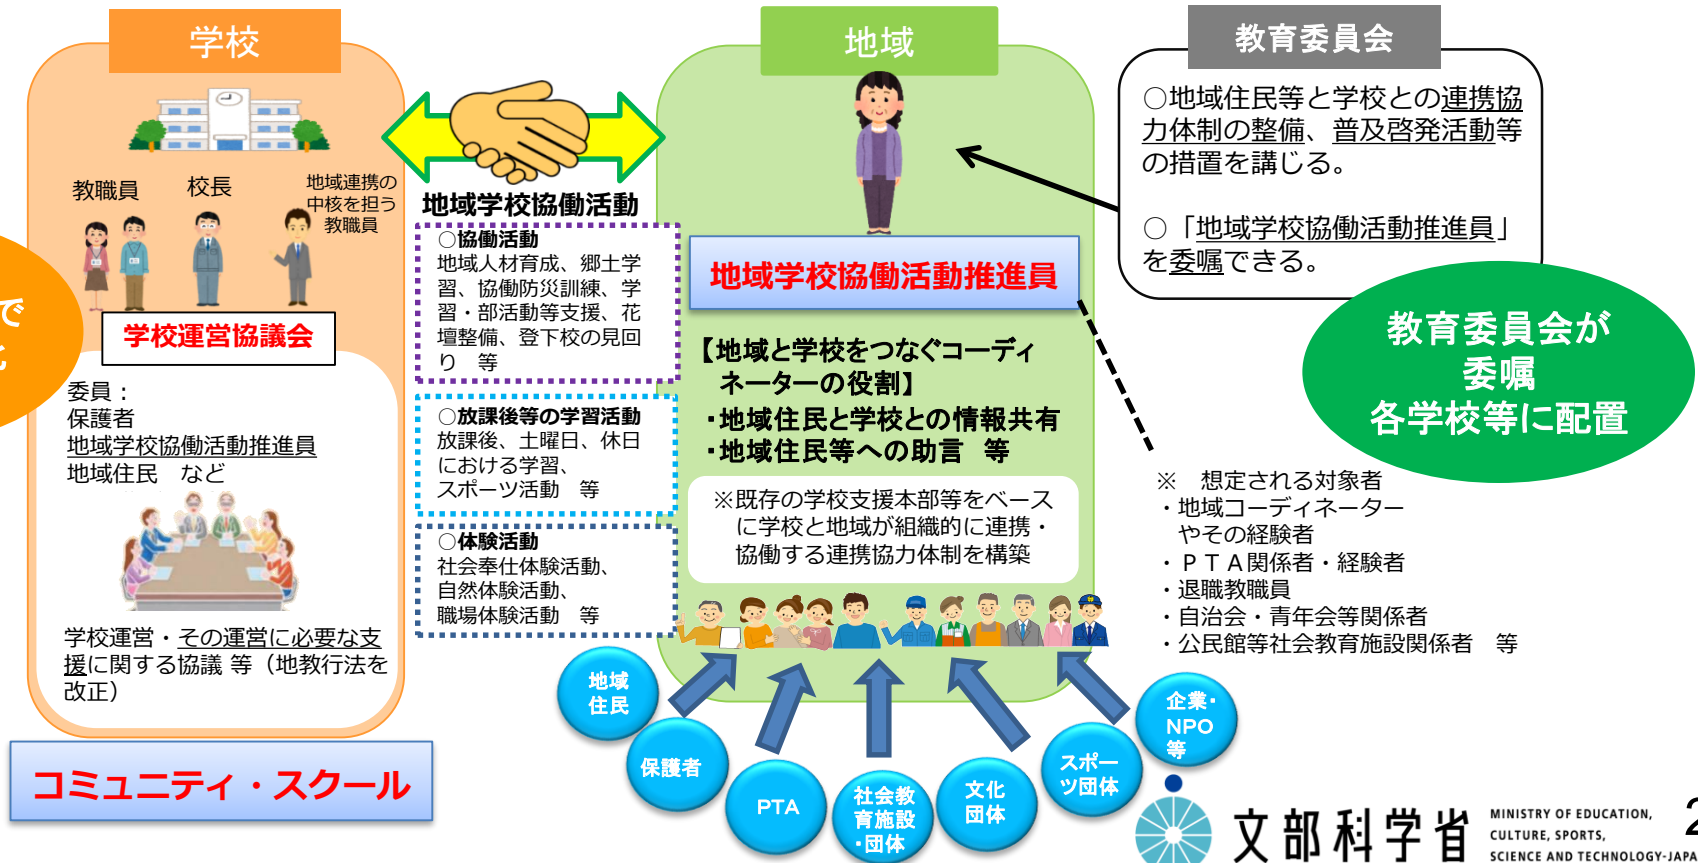 学校
教職員
校長
地域連携の
中核を担う
教職員
で
学校運営協議会
委員：
保護者
地域学校協働活動推進員
地域住民　など
学校運営・その運営に必要な支
援に関する協議 等（地教行法を
改正）
コミュニティ・スクール
地域学校協働活動
○協働活動
地域人材育成、郷土学
習、協働防災訓練、学
習・部活動等支援、花
壇整備、登下校の見回
り　等
○放課後等の学習活動
放課後、土曜日、休日
における学習、
スポーツ活動　等
○体験活動
社会奉仕体験活動、
自然体験活動、
職場体験活動　等
地域
地域学校協働活動推進員
【地域と学校をつなぐコーディ
ネーターの役割】
・地域住民と学校との情報共有
・地域住民等への助言　等
※既存の学校支援本部等をベース
に学校と地域が組織的に連携・
協働する連携協力体制を構築
地域
住民
保護者
PTA
社会教
育施設
・団体
文化
団体
スポー
ツ団体
企業・
NPO
等
教育委員会
○地域住民等と学校との連携協
力体制の整備、普及啓発活動等
の措置を講じる。
○「地域学校協働活動推進員」
を委嘱できる。
教育委員会が
委嘱
各学校等に配置
※　想定される対象者
・地域コーディネーター
やその経験者
・ＰＴＡ関係者・経験者
・退職教職員
・自治会・青年会等関係者
・公民館等社会教育施設関係者　等
文部科学省
MINISTRY OF EDUCATION,
CULTURE, SPORTS,
SCIENCE AND TECHNOLOGY-JAPA
2